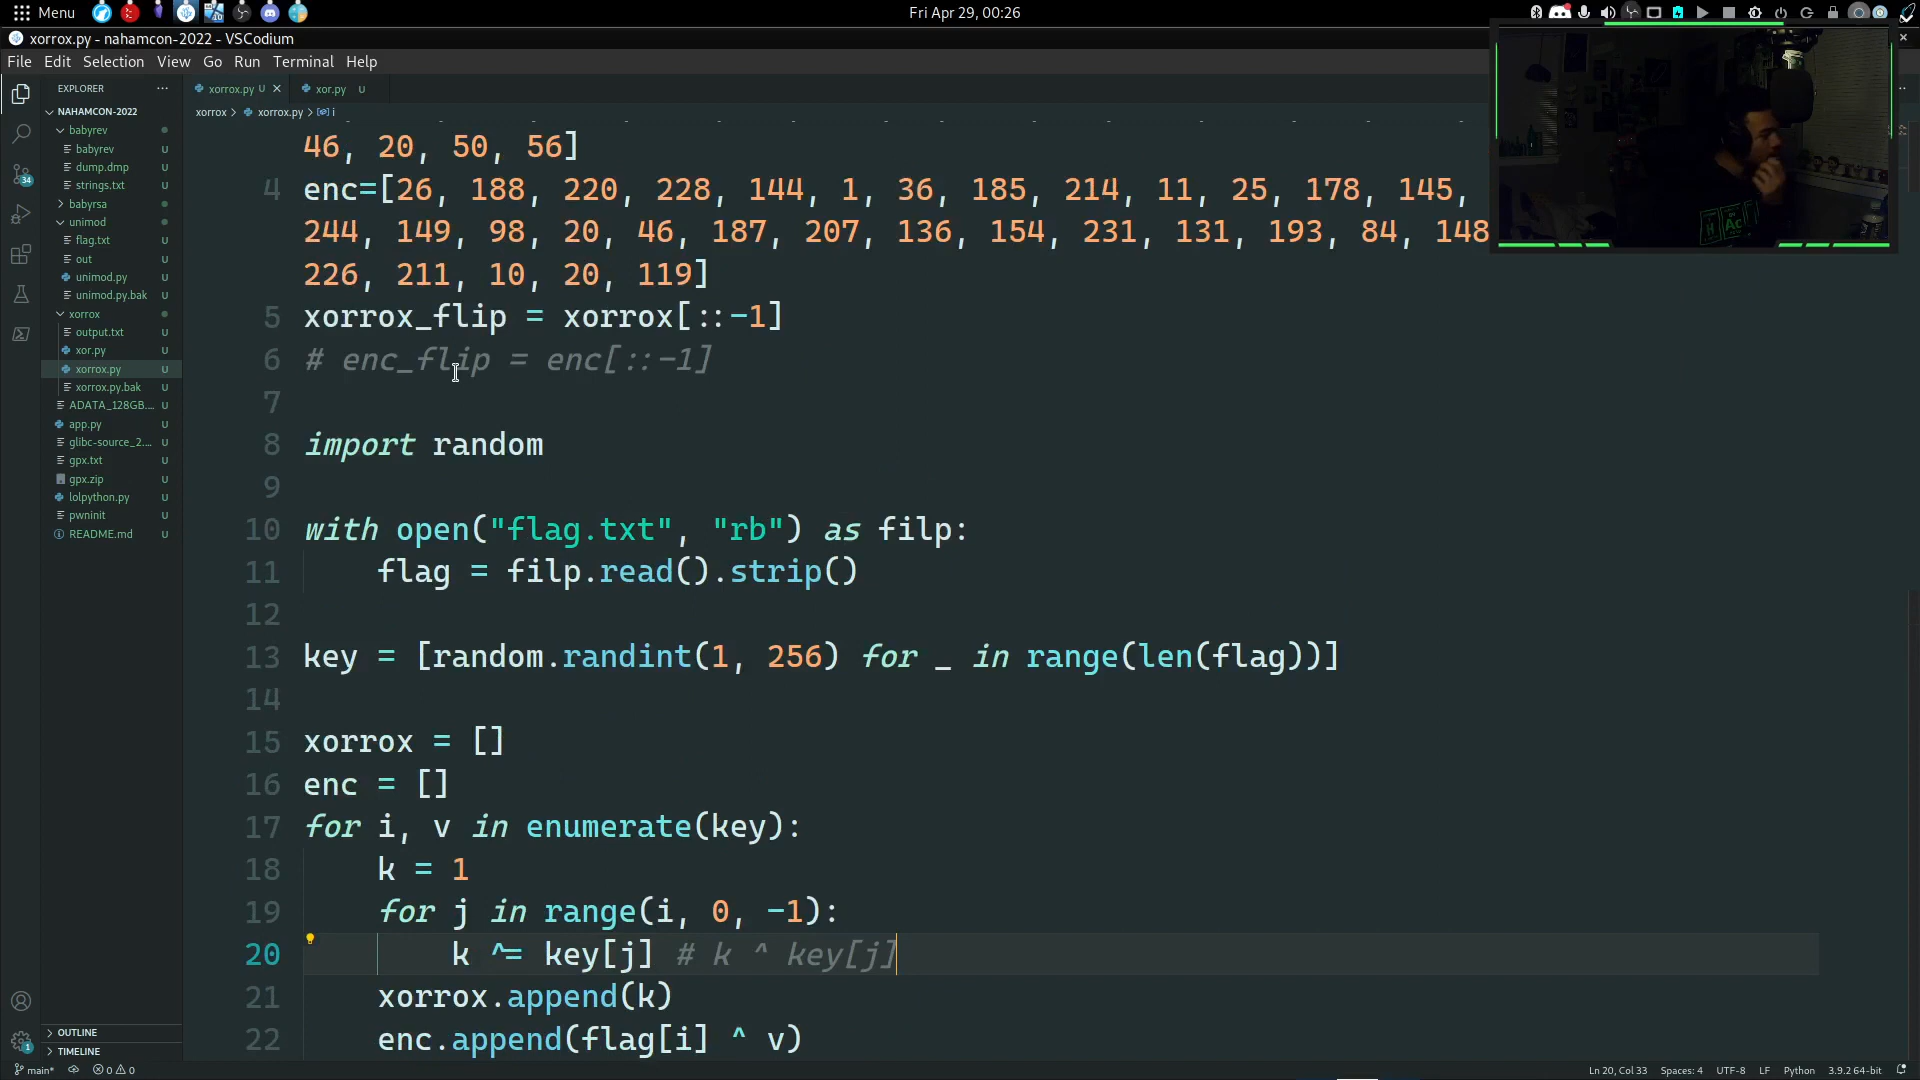 Menu
Fri Apr 29, 00:26
xorrox.py - nahamcon-2022 - VSCodium
File Edit Selection View Go Run Terminal Help
EXPLORER
xorrox.py U
xor.py U
NAHAMCON-2022
xorrox > xorrox.py > i
babyrev
babyrev U
dump.dmp U
strings.txt U
babyrsa
unimod
flag.txt U
out U
unimod.py U
unimod.py.bak U
xorrox
output.txt U
xor.py U
xorrox.py U
xorrox.py.bak U
ADATA_128GB... U
app.py U
glibc-source_2.... U
gpx.txt U
gpx.zip U
lolpython.py U
pwninit U
README.md U
OUTLINE
TIMELINE
34
1
46, 20, 50, 56]
4 enc=[26, 188, 220, 228, 144, 1, 36, 185, 214, 11, 25, 178, 145,
244, 149, 98, 20, 46, 187, 207, 136, 154, 231, 131, 193, 84, 148
226, 211, 10, 20, 119]
5 xorrox_flip = xorrox[::-1]
6 # enc_flip = enc[::-1]
7
8 import random
9
10 with open("flag.txt", "rb") as filp:
11 flag = filp.read().strip()
12
13 key = [random.randint(1, 256) for _ in range(len(flag))]
14
15 xorrox = []
16 enc = []
17 for i, v in enumerate(key):
18 k = 1
19 for j in range(i, 0, -1):
20 k ^= key[j] # k ^ key[j]
21 xorrox.append(k)
22 enc.append(flag[i] ^ v)
main* 0 0
Ln 20, Col 33 Spaces: 4 UTF-8 LF Python 3.9.2 64-bit